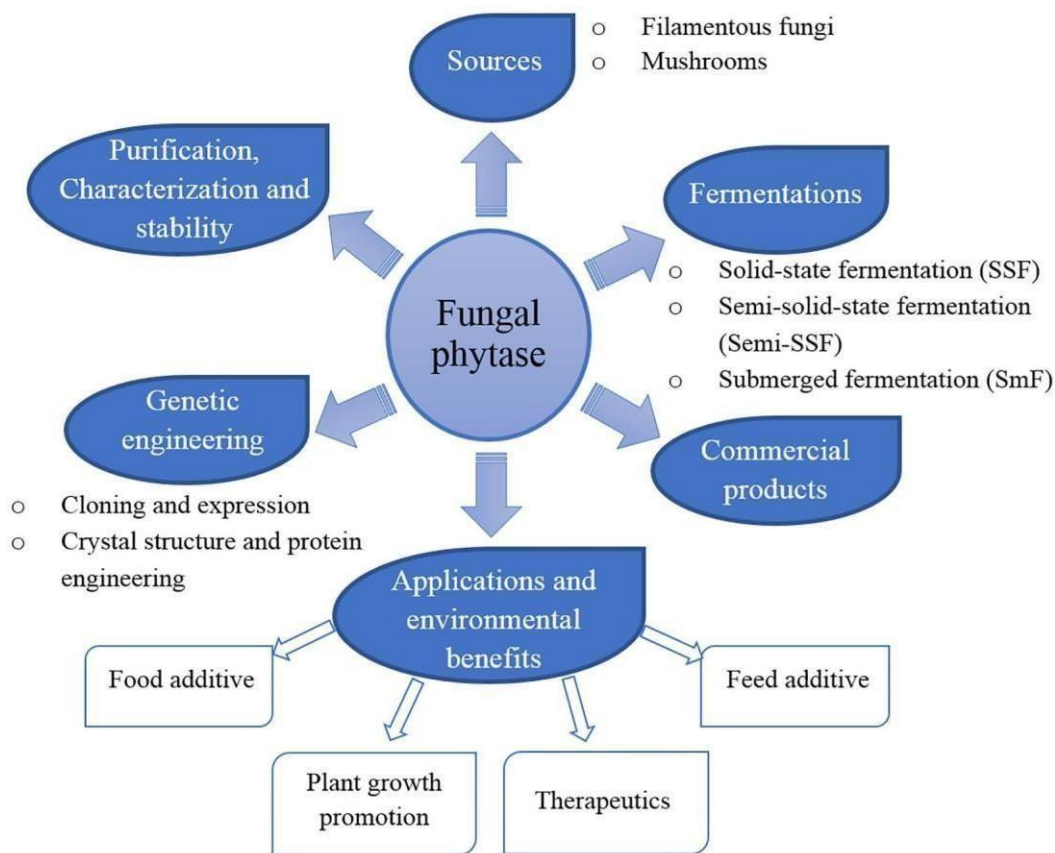 Sources
o Filamentous fungi
o Mushrooms
Purification,
Characterization and
stability
Fermentations
o Solid-state fermentation (SSF)
o Semi-solid-state fermentation
(Semi-SSF)
o Submerged fermentation (SmF)
Fungal
phytase
Genetic
engineering
o Cloning and expression
o Crystal structure and protein
engineering
Commercial
products
Applications and
environmental
benefits
Food additive
Plant growth
promotion
Therapeutics
Feed additive